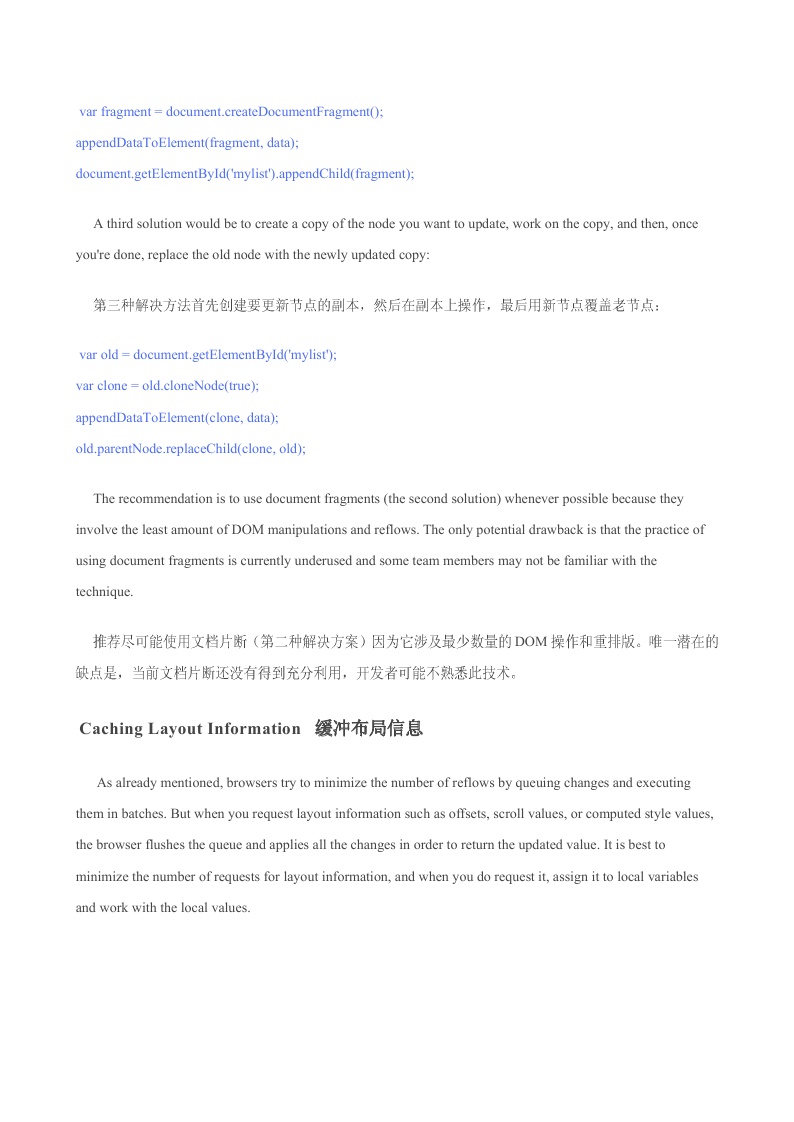 var fragment = document.createDocumentFragment();
appendDataToElement(fragment, data);
document.getElementById('mylist').appendChild(fragment);
A third solution would be to create a copy of the node you want to update, work on the copy, and then, once
you're done, replace the old node with the newly updated copy:
第三种解决方法首先创建要更新节点的副本，然后在副本上操作，最后用新节点覆盖老节点：
var old = document.getElementById('mylist');
var clone = old.cloneNode(true);
appendDataToElement(clone, data);
old.parentNode.replaceChild(clone, old);
The recommendation is to use document fragments (the second solution) whenever possible because they
involve the least amount of DOM manipulations and reflows. The only potential drawback is that the practice of
using document fragments is currently underused and some team members may not be familiar with the
technique.
推荐尽可能使用文档片断（第二种解决方案）因为它涉及最少数量的 DOM 操作和重排版。唯一潜在的
缺点是，当前文档片断还没有得到充分利用，开发者可能不熟悉此技术。
Caching Layout Information 缓冲布局信息
As already mentioned, browsers try to minimize the number of reflows by queuing changes and executing
them in batches. But when you request layout information such as offsets, scroll values, or computed style values,
the browser flushes the queue and applies all the changes in order to return the updated value. It is best to
minimize the number of requests for layout information, and when you do request it, assign it to local variables
and work with the local values.